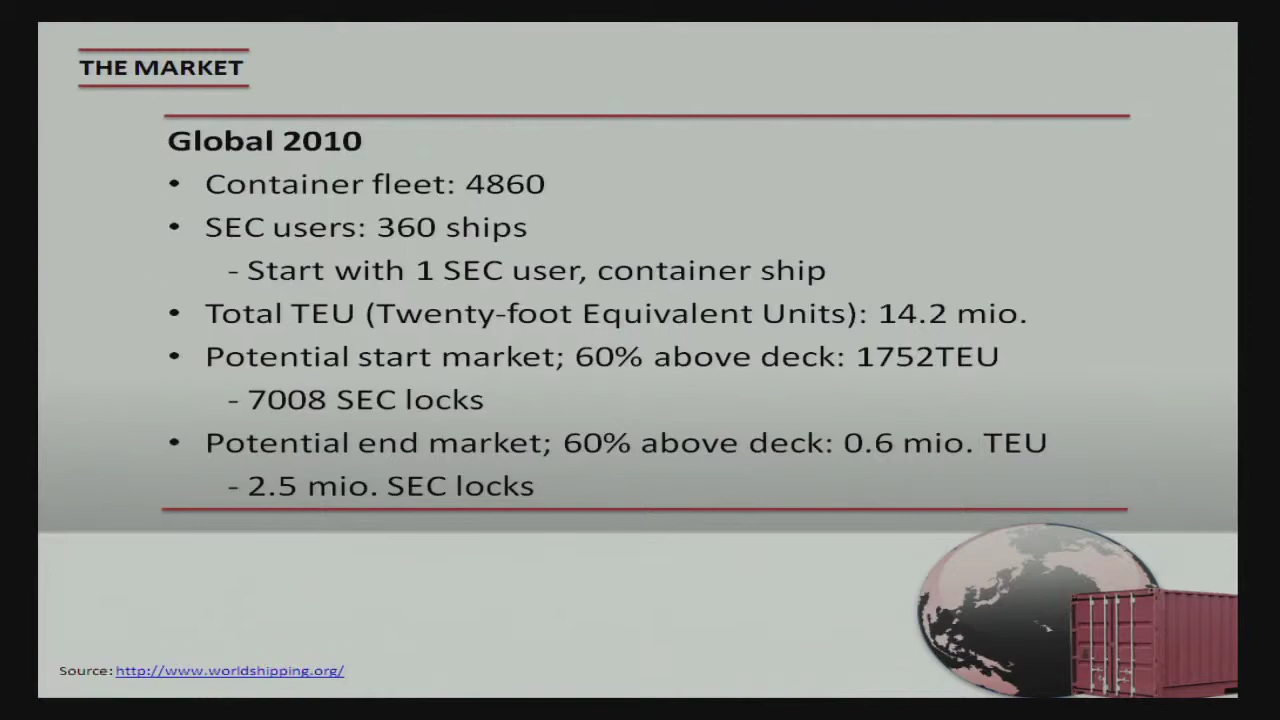 THE MARKET
Global 2010
• Container fleet: 4860
• SEC users: 360 ships
- Start with 1 SEC user, container ship
• Total TEU (Twenty-foot Equivalent Units): 14.2 mio.
• Potential start market; 60% above deck: 1752TEU
- 7008 SEC locks
• Potential end market; 60% above deck: 0.6 mio. TEU
- 2.5 mio. SEC locks
Source: http://www.worldshipping.org/